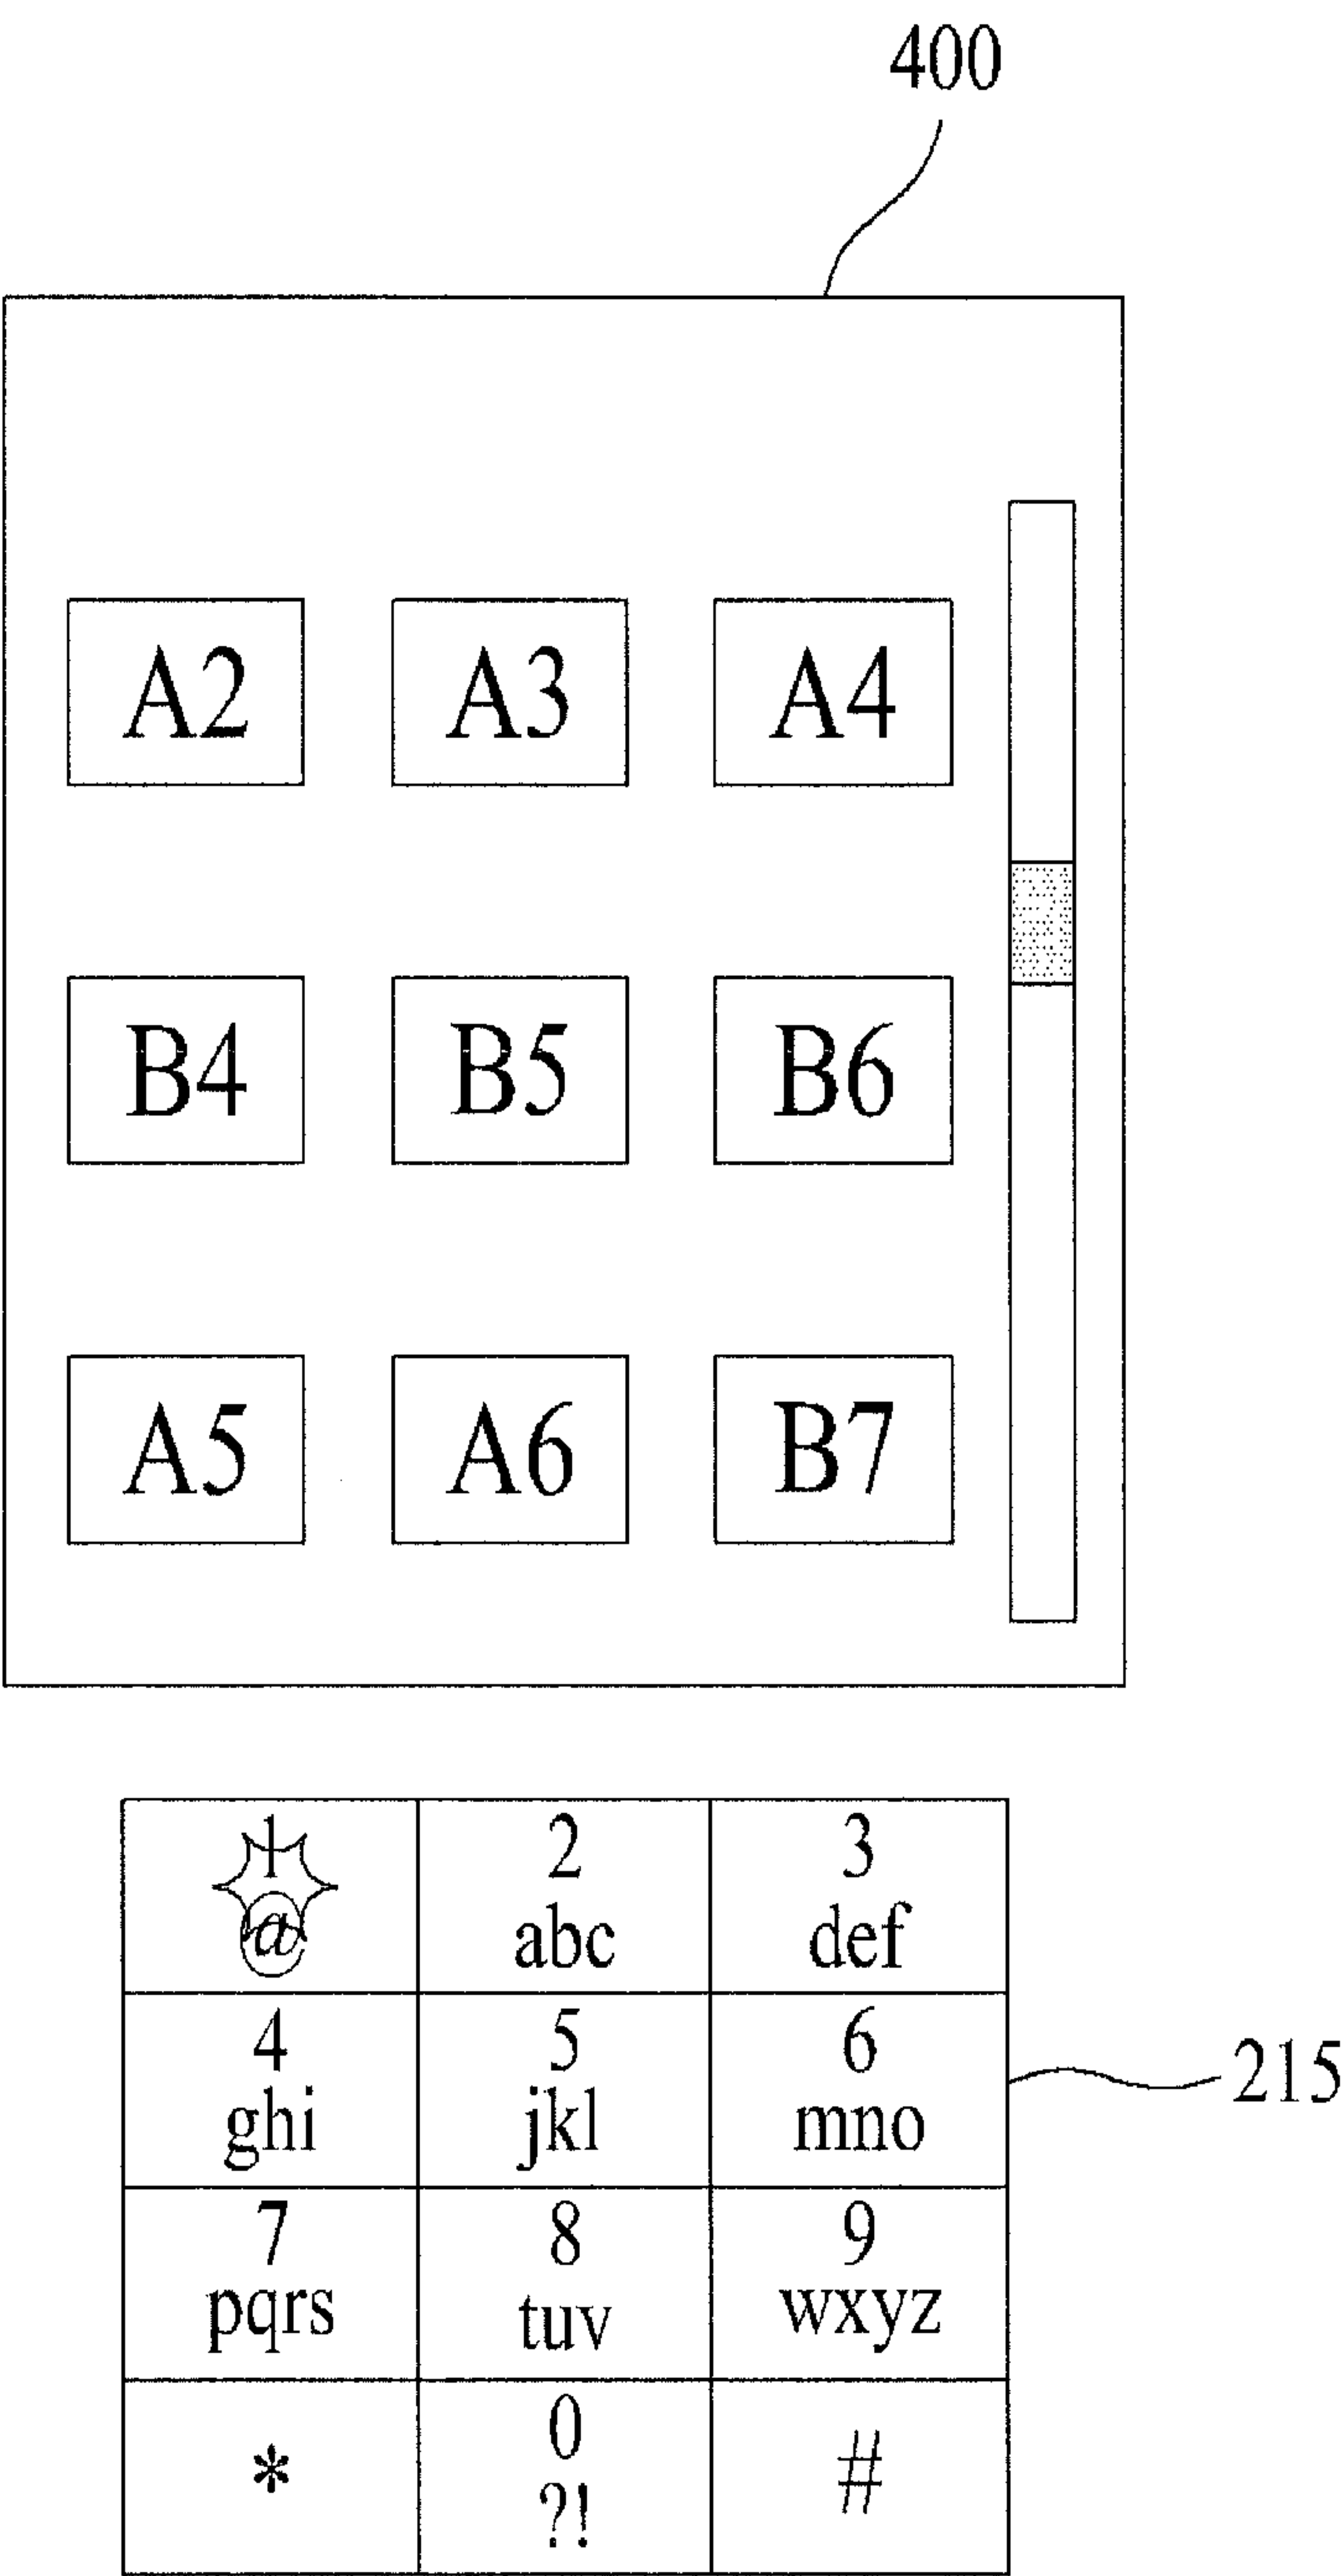 400
A2 A3 A4
B4 B5 B6
A5 A6 B7
1 2 3
@ abc def
4 5 6
ghi jkl mno
215
7 8 9
pqrs tuv wxyz
* 0 #
?!